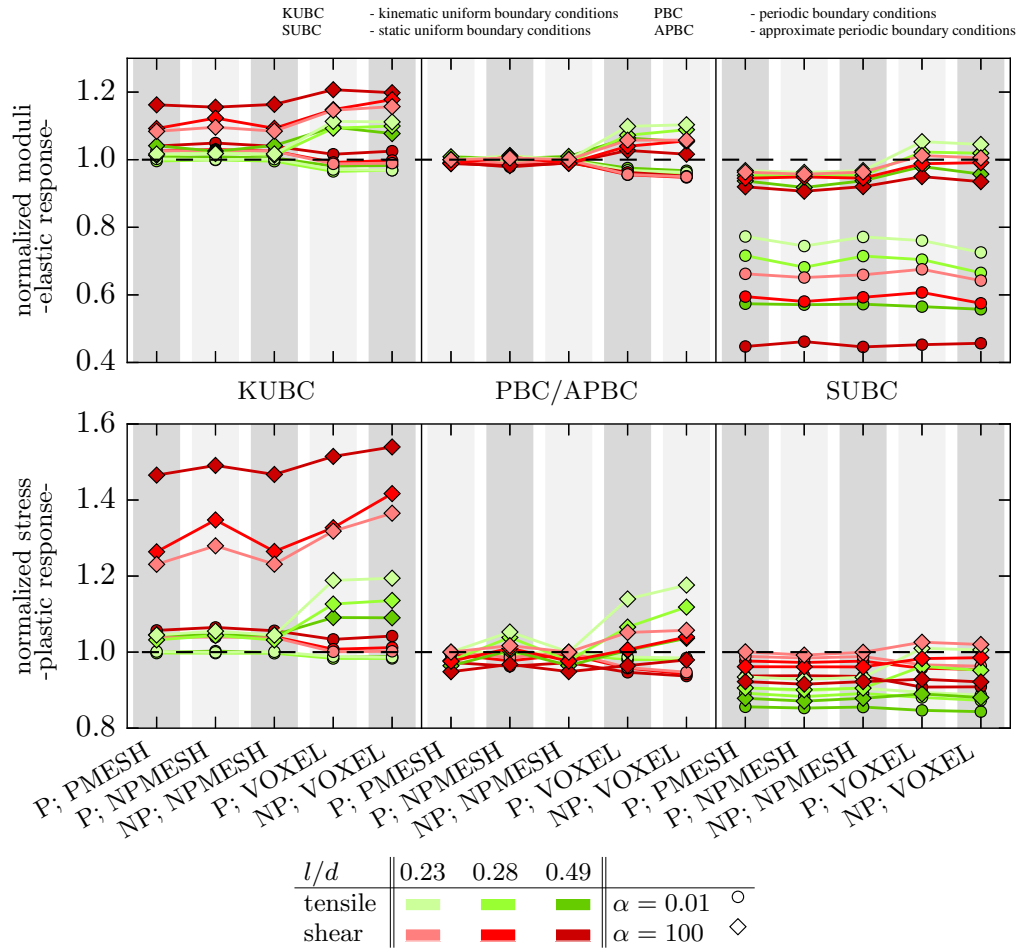 KUBC - kinematic uniform boundary conditions PBC - periodic boundary conditions
SUBC - static uniform boundary conditions APBC - approximate periodic boundary conditions
normalized moduli
-elastic response-
1.2
1.0
0.8
0.6
0.4
KUBC PBC/APBC SUBC
normalized stress
-plastic response-
1.6
1.4
1.2
1.0
0.8
P; PMESH
P; NPMESH
NP; NPMESH
P; VOXEL
NP; VOXEL
P; PMESH
P; NPMESH
NP; NPMESH
P; VOXEL
NP; VOXEL
P; PMESH
P; NPMESH
NP; NPMESH
P; VOXEL
NP; VOXEL
l/d 0.23 0.28 0.49
tensile α = 0.01
shear α = 100